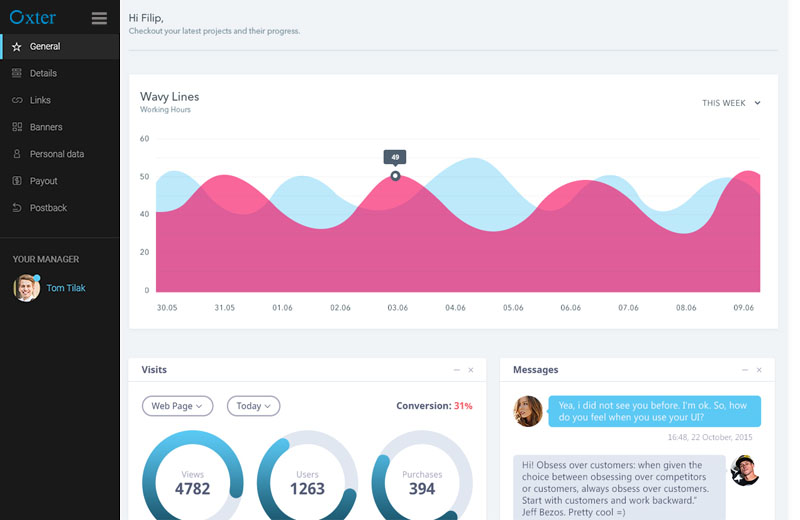 Oxter
General
Details
Links
Banners
Personal data
Payout
Postback
YOUR MANAGER
Tom Tilak
Hi Filip,
Checkout your latest projects and their progress.
Wavy Lines
Working Hours
THIS WEEK
60
50
40
20
0
49
30.05 31.05 01.06 02.06 03.06 04.06 05.06 06.06 07.06 08.06 09.06
Visits
Web Page
Today
Conversion: 31%
Views
4782
Users
1263
Purchases
394
Messages
Yea, i did not see you before. I'm ok. So, how
do you feel when you use your UI?
16:48, 22 October, 2015
Hi! Obsess over customers: when given the
choice between obsessing over competitors
or customers, always obsess over customers.
Start with customers and work backward.”
Jeff Bezos. Pretty cool =)